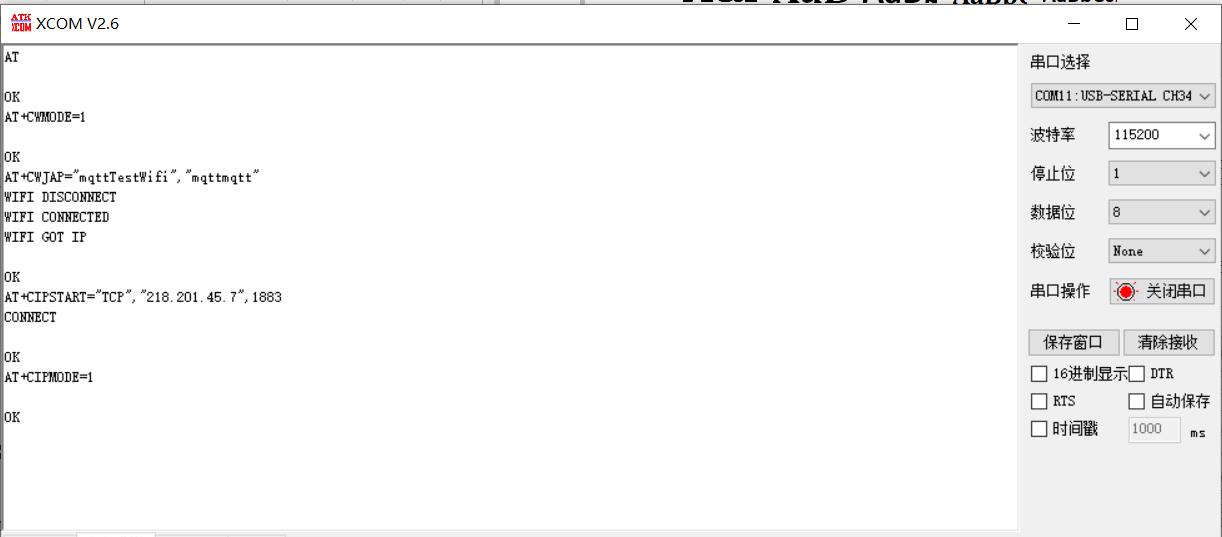 ATK
XCOM
XCOM V2.6
AT
OK
AT+CWMODE=1
OK
AT+CWJAP="mqttTestWifi","mqttmqtt"
WIFI DISCONNECT
WIFI CONNECTED
WIFI GOT IP
OK
AT+CIPSTART="TCP","218.201.45.7",1883
CONNECT
OK
AT+CIPMODE=1
OK
串口选择
COM11:USB-SERIAL CH34
波特率 115200
停止位 1
数据位 8
校验位 None
串口操作 关闭串口
保存窗口 清除接收
16进制显示 DTR
RTS 自动保存
时间戳 1000 ms